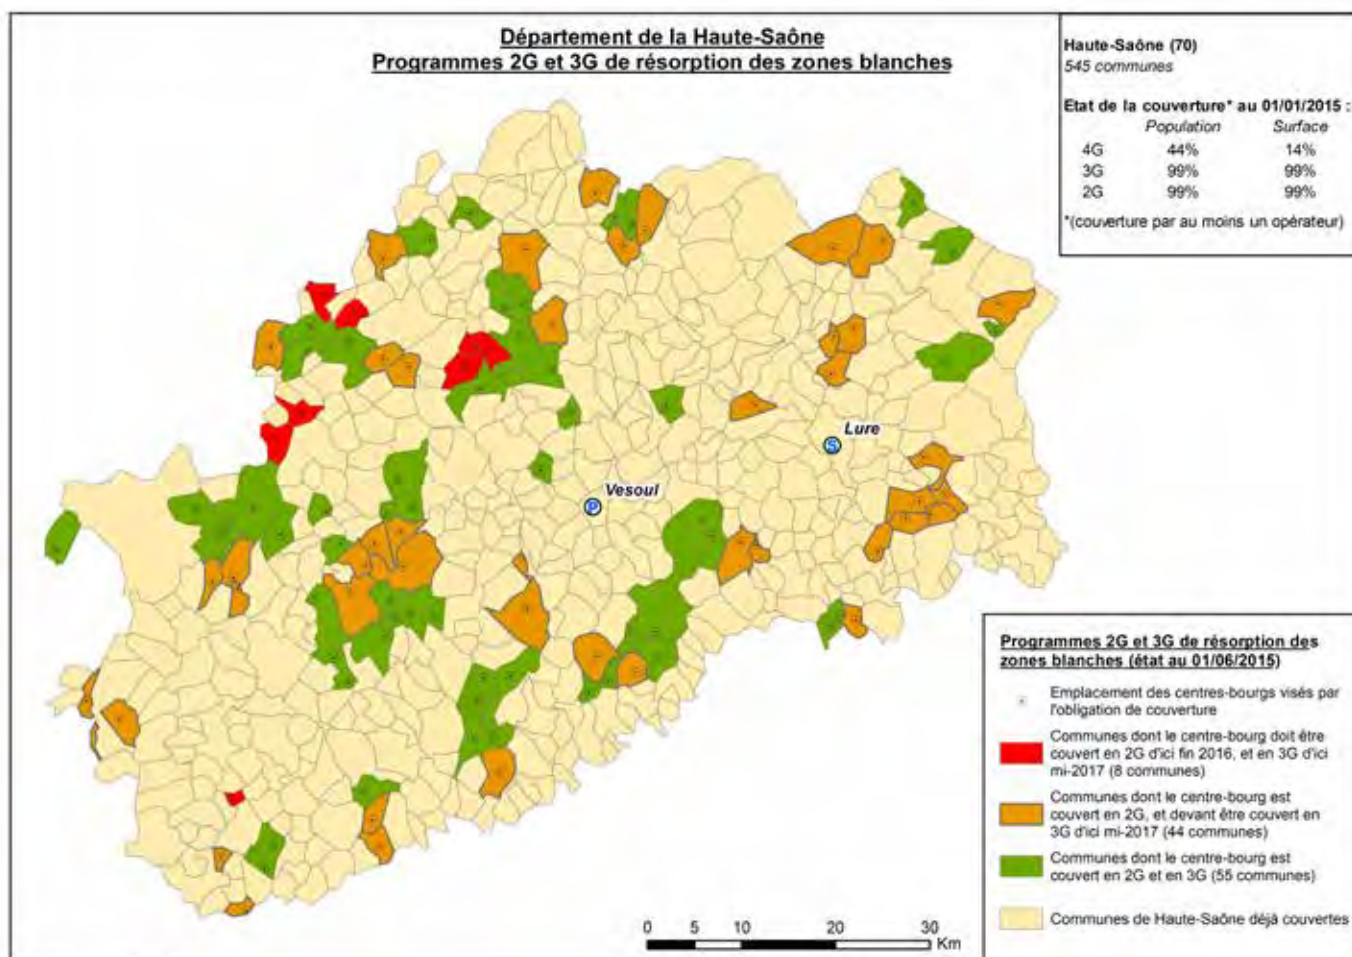 Département de la Haute-Saône
Programmes 2G et 3G de résorption des zones blanches
Haute-Saône (70)
545 communes
Etat de la couverture* au 01/01/2015 :
Population Surface
4G 44% 14%
3G 99% 99%
2G 99% 99%
*(couverture par au moins un opérateur)
Lure
S
Vesoul
P
Programmes 2G et 3G de résorption des
zones blanches (état au 01/06/2015)
Emplacement des centres-bourgs visés par
l'obligation de couverture
Communes dont le centre-bourg doit être
couvert en 2G d'ici fin 2016, et en 3G d'ici
mi-2017 (8 communes)
Communes dont le centre-bourg est
couvert en 2G, et devant être couvert en
3G d'ici mi-2017 (44 communes)
Communes dont le centre-bourg est
couvert en 2G et en 3G (55 communes)
Communes de Haute-Saône déjà couvertes
0 5 10 20 30
Km